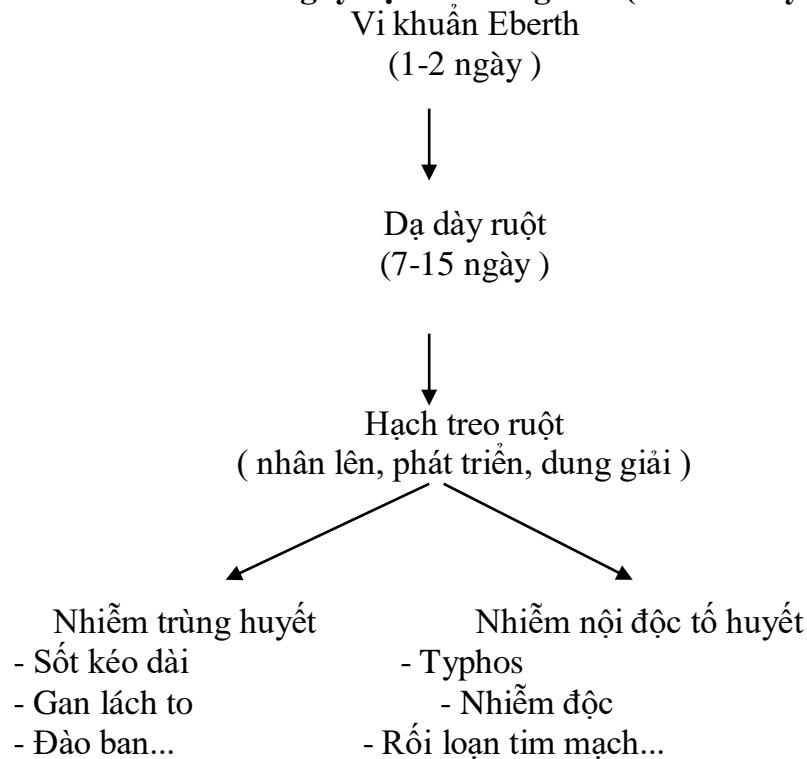 Vi khuẩn Eberth
(1-2 ngày )
Dạ dày ruột
(7-15 ngày )
Hạch treo ruột
( nhân lên, phát triển, dung giải )
Nhiễm trùng huyết Nhiễm nội độc tố huyết
- Sốt kéo dài - Typhos
- Gan lách to - Nhiễm độc
- Đào ban... - Rối loạn tim mạch...